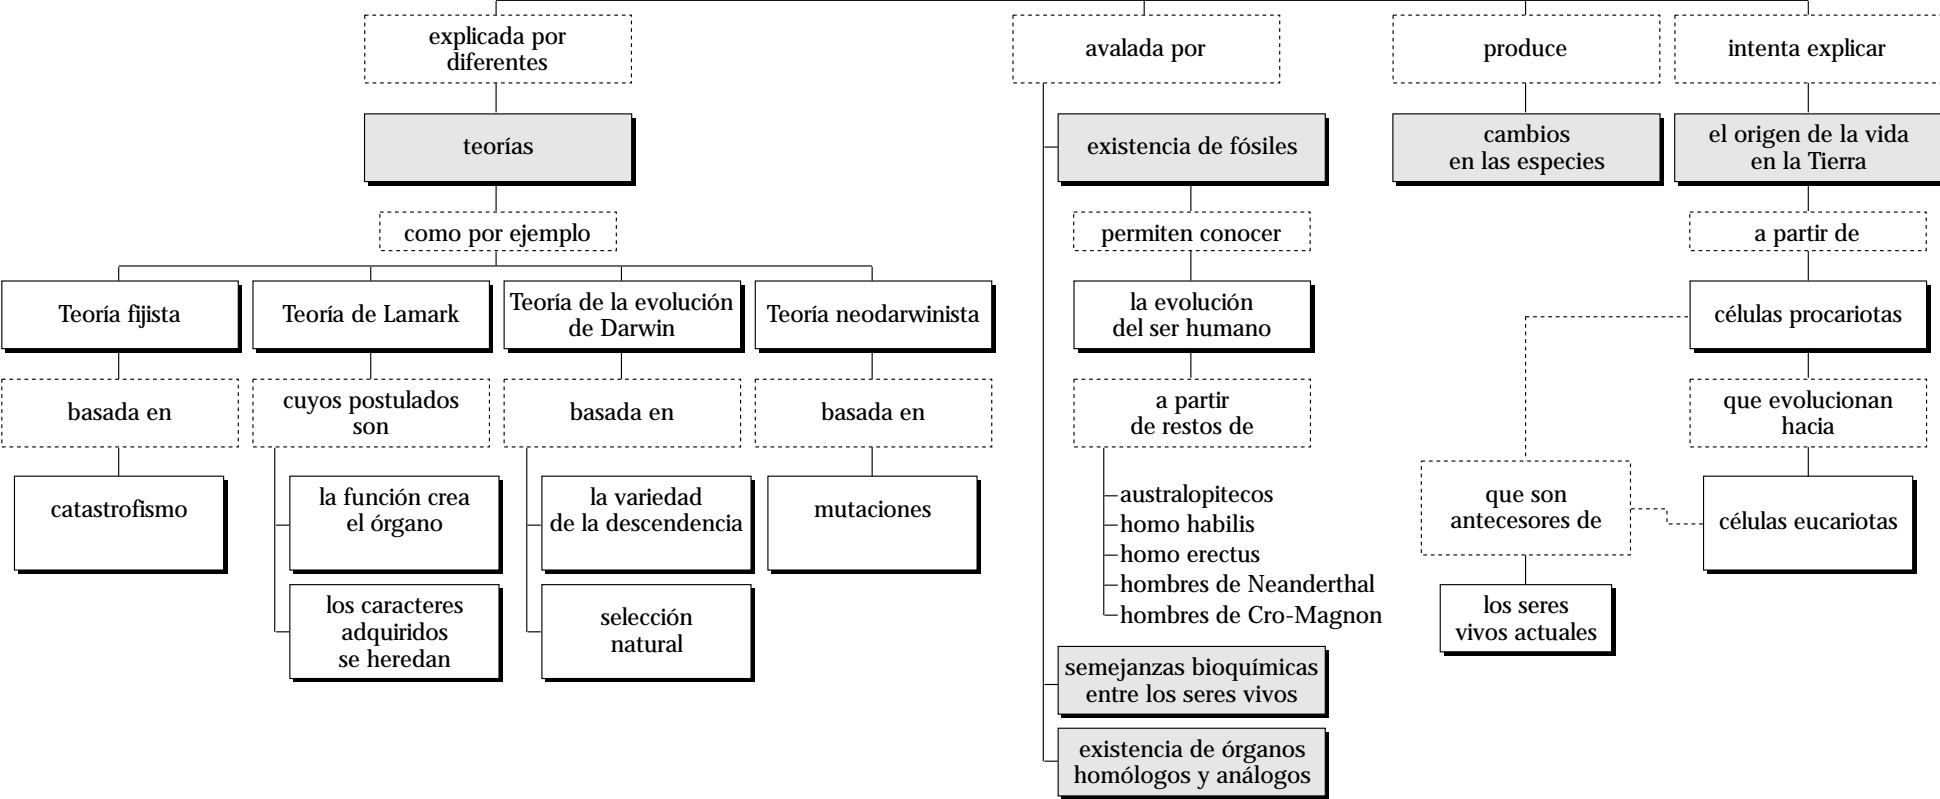 explicada por
diferentes
avalada por
produce
intenta explicar
teorías
existencia de fósiles
cambios
en las especies
el origen de la vida
en la Tierra
como por ejemplo
permiten conocer
a partir de
Teoría fijista
Teoría de Lamark
Teoría de la evolución
de Darwin
Teoría neodarwinista
la evolución
del ser humano
células procariotas
basada en
cuyos postulados
son
basada en
basada en
a partir
de restos de
que evolucionan
hacia
catastrofismo
la función crea
el órgano
la variedad
de la descendencia
mutaciones
australopitecos
homo habilis
homo erectus
hombres de Neanderthal
hombres de Cro-Magnon
que son
antecesores de
células eucariotas
los caracteres
adquiridos
se heredan
selección
natural
los seres
vivos actuales
semejanzas bioquímicas
entre los seres vivos
existencia de órganos
homólogos y análogos